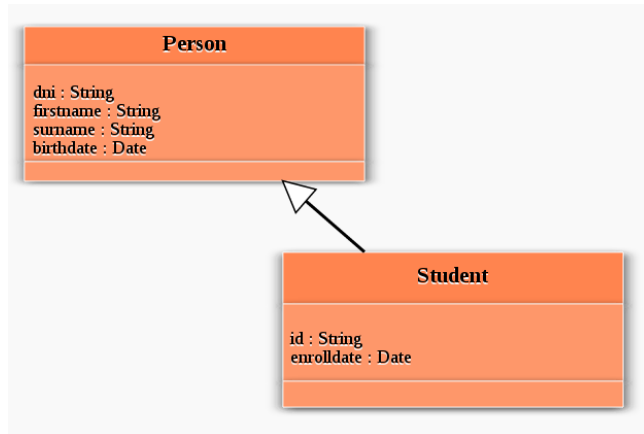 Person
dni : String
firstname : String
surname : String
birthdate : Date
Student
id : String
enrolldate : Date